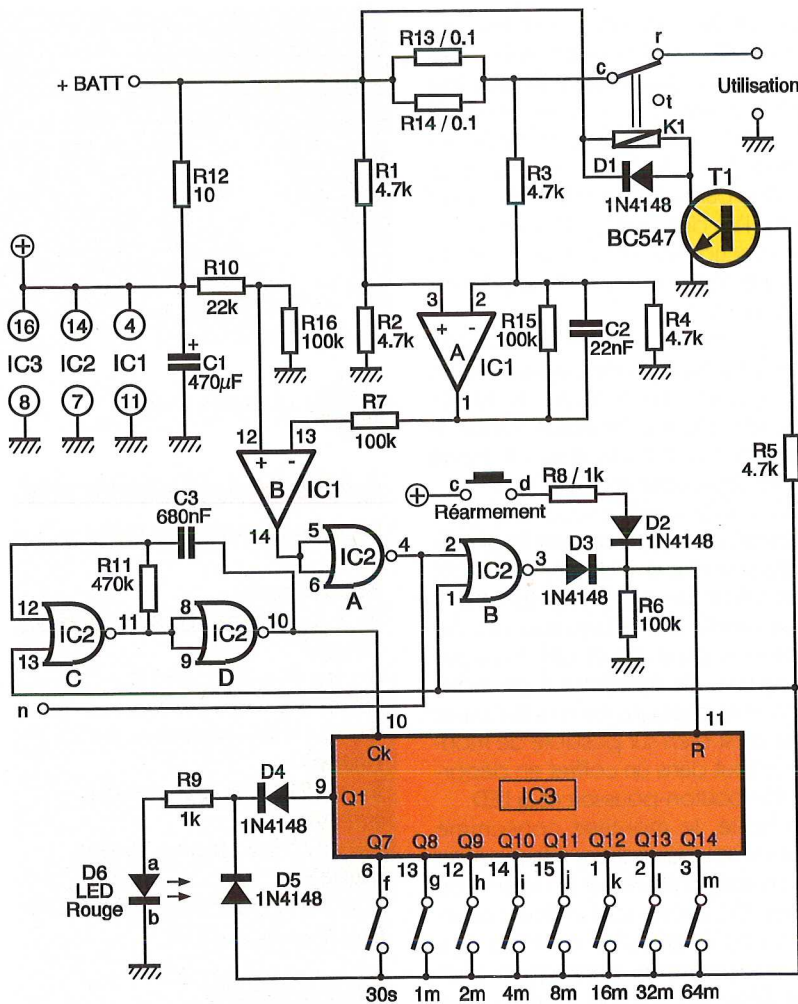 R13 / 0.1
r
+ BATT
c
R14 / 0.1
t
Utilisation
K1
R12
10
R1
4.7k
R3
4.7k
D1
1N4148
T1
BC547
+
R10
22k
16
14
4
IC3
IC2
IC1
8
7
11
+
C1
470µF
R16
100k
R2
4.7k
3
2
+
-
A
IC1
1
R15
100k
C2
22nF
R4
4.7k
R7
100k
R5
4.7k
12
13
+
-
B
IC1
14
+
c
d
Réarmement
R8 / 1k
C3
680nF
R11
470k
5
6
IC2
4
A
2
1
IC2
3
B
D3
1N4148
D2
1N4148
R6
100k
12
13
IC2
11
C
8
9
IC2
10
D
n
10
11
Ck
R
IC3
R9
1k
D4
1N4148
9
Q1
Q7
Q8
Q9
Q10
Q11
Q12
Q13
Q14
6
13
12
14
15
1
2
3
f
g
h
i
j
k
l
m
D6
LED
Rouge
a
b
D5
1N4148
30s
1m
2m
4m
8m
16m
32m
64m